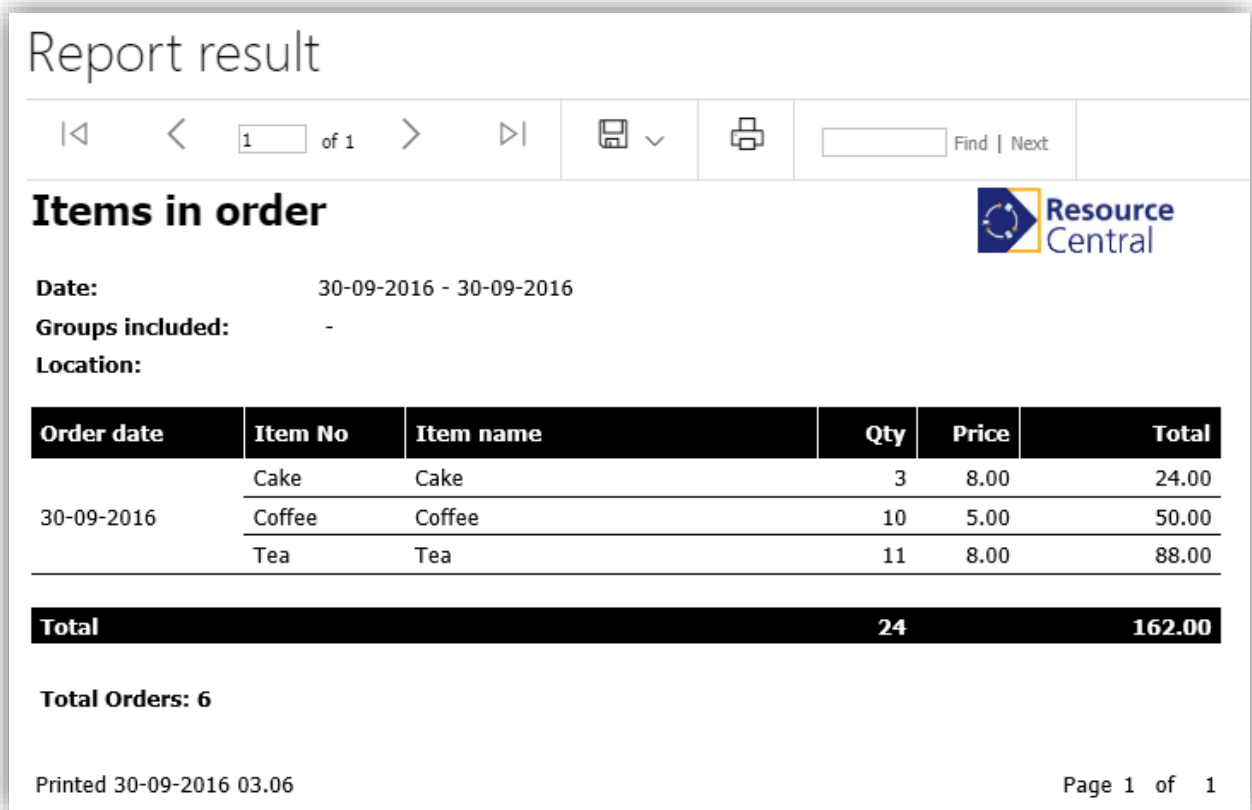 Report result
1 of 1 Find | Next
Items in order
Resource
Central
Date: 30-09-2016 - 30-09-2016
Groups included: -
Location:
Order date Item No Item name Qty Price Total
Cake Cake 3 8.00 24.00
30-09-2016 Coffee Coffee 10 5.00 50.00
Tea Tea 11 8.00 88.00
Total 24 162.00
Total Orders: 6
Printed 30-09-2016 03.06 Page 1 of 1